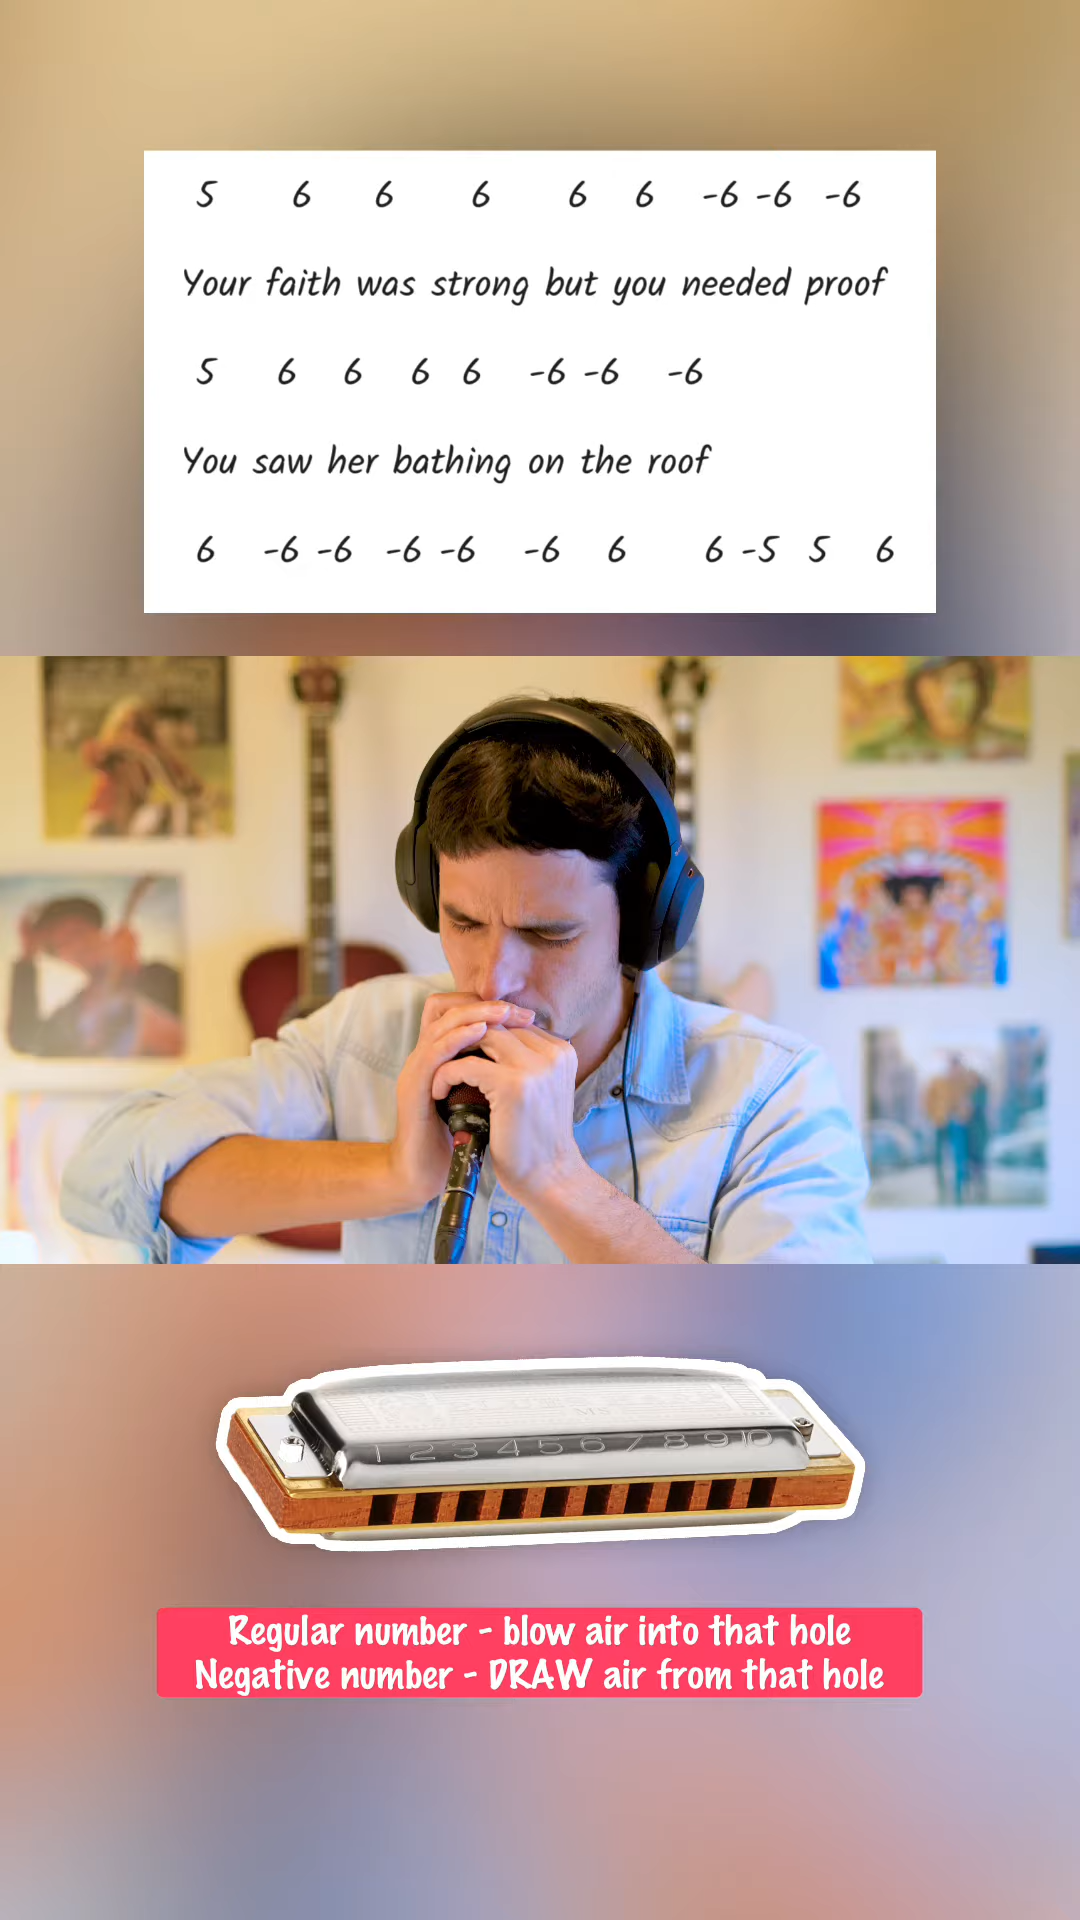 5 6 6 6 6 6 -6 -6 -6
Your faith was strong but you needed proof
5 6 6 6 6 -6 -6 -6
You saw her bathing on the roof
6 -6 -6 -6 -6 -6 6 6 -5 5 6
1 2 3 4 5 6 7 8 9 10
Regular number - blow air into that hole
Negative number - DRAW air from that hole